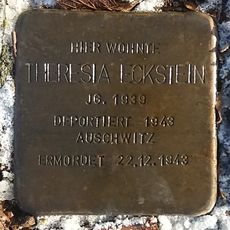 HIER WOHNTE
THERESIA ECKSTEIN
JG. 1939
DEPORTIERT 1943
AUSCHWITZ
ERMORDET 22.12.1943